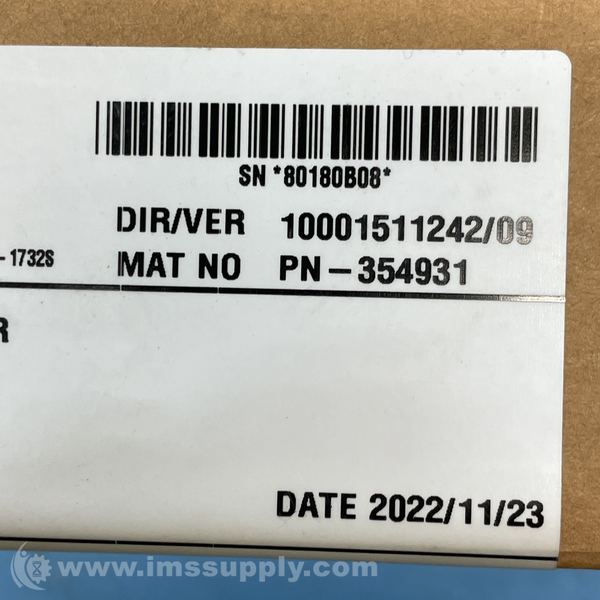 SN *80180B08*
DIR/VER 10001511242/09
-1732S MAT NO PN-354931
R
DATE 2022/11/23
www.imssupply.com